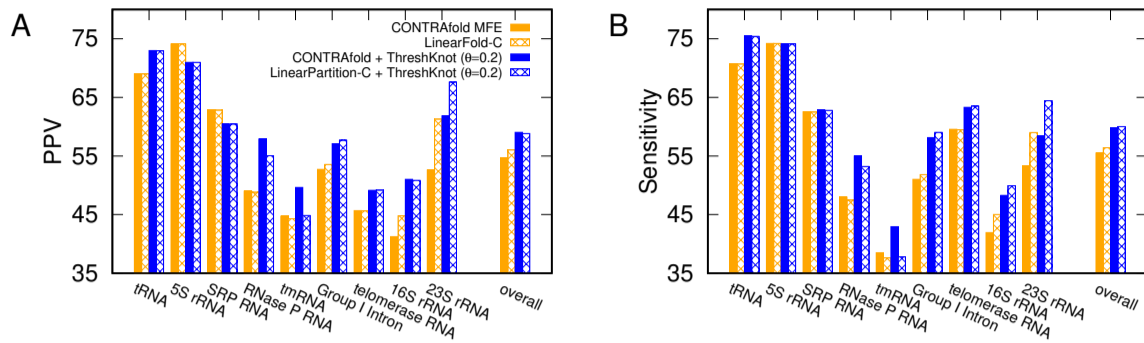 A
PPV
75
65
55
45
35
CONTRAfold MFE
LinearFold-C
CONTRAfold + ThreshKnot (θ=0.2)
LinearPartition-C + ThreshKnot (θ=0.2)
tRNA
5S rRNA
SRP RNA
RNase P RNA
tmRNA
Group I Intron
telomerase RNA
16S rRNA
23S rRNA
overall
B
Sensitivity
75
65
55
45
35
tRNA
5S rRNA
SRP RNA
RNase P RNA
tmRNA
Group I Intron
telomerase RNA
16S rRNA
23S rRNA
overall